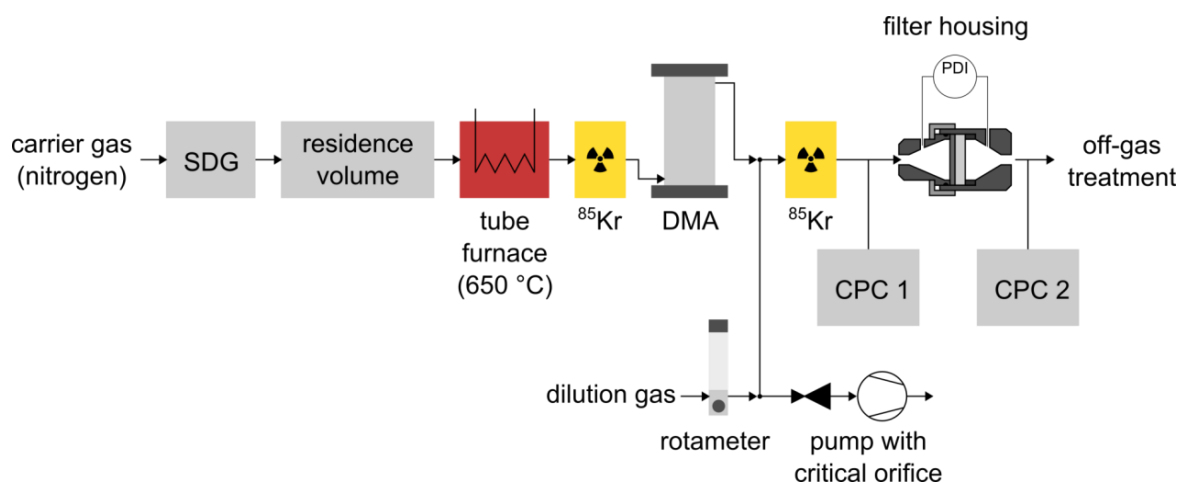 filter housing
PDI
carrier gas
(nitrogen)
SDG
residence
volume
tube
furnace
(650 °C)
⁸⁵Kr
DMA
⁸⁵Kr
off-gas
treatment
CPC 1
CPC 2
dilution gas
rotameter
pump with
critical orifice